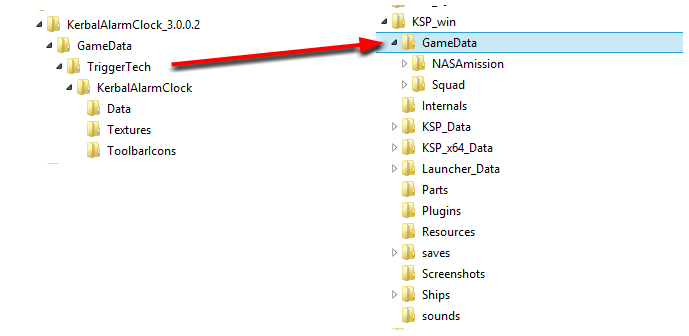 KerbalAlarmClock_3.0.0.2
GameData
TriggerTech
KerbalAlarmClock
Data
Textures
ToolbarIcons
KSP_win
GameData
NASAmission
Squad
Internals
KSP_Data
KSP_x64_Data
Launcher_Data
Parts
Plugins
Resources
saves
Screenshots
Ships
sounds